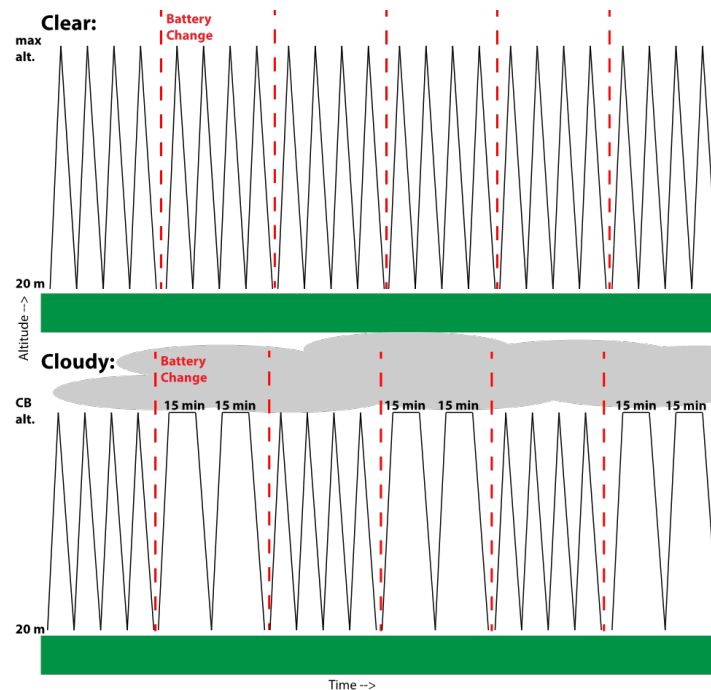 Clear:
Battery
Change
max
alt.
20 m
Altitude -->
Cloudy:
Battery
Change
CB
alt.
15 min 15 min
15 min 15 min
15 min 15 min
20 m
Time -->